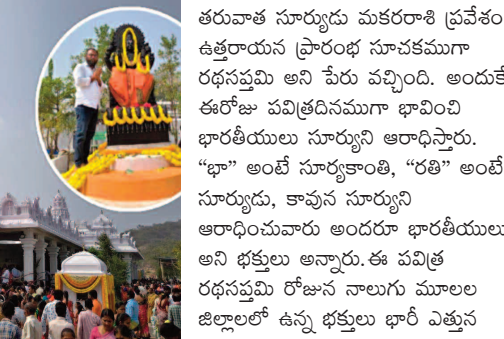 తరువాత సూర్యుడు మకరరాశి ప్రవేశం
ఉత్తరాయన ప్రారంభ సూచకముగా
రథసప్తమి అని పేరు వచ్చింది. అందుకే
ఈరోజు పవిత్రదినముగా భావించి
భారతీయులు సూర్యుని ఆరాధిస్తారు.
“భా” అంటే సూర్యకాంతి, “రతి” అంటే
సూర్యుడు, కావున సూర్యుని
ఆరాధించువారు అందరూ భారతీయులు
అని భక్తులు అన్నారు.ఈ పవిత్ర
రథసప్తమి రోజున నాలుగు మూలల
జిల్లాలలో ఉన్న భక్తులు భారీ ఎత్తున